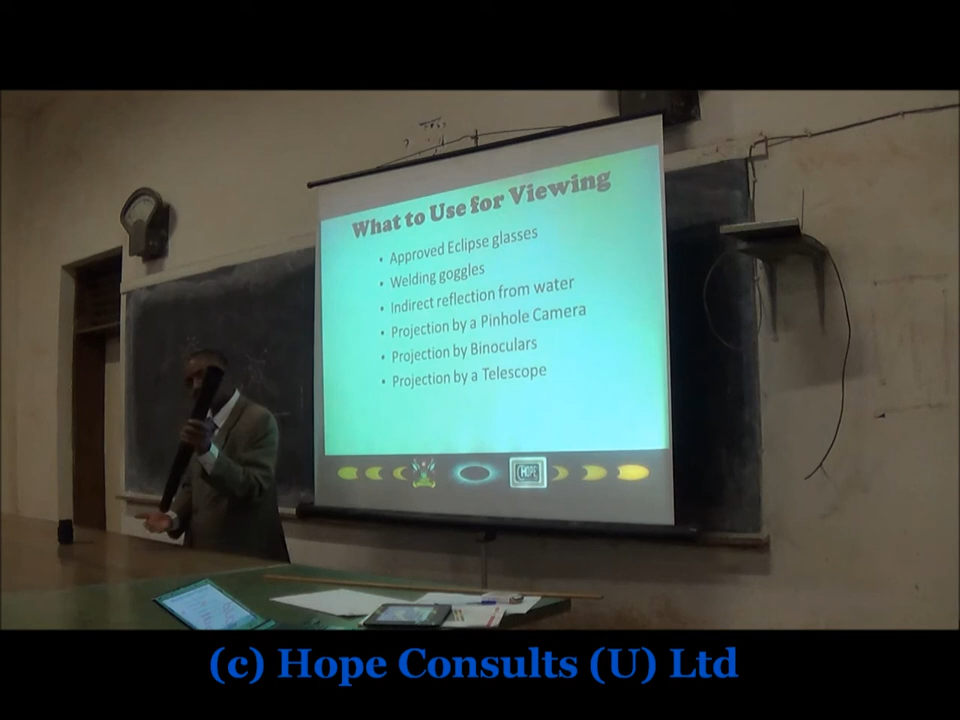 What to Use for Viewing
• Approved Eclipse glasses
• Welding goggles
• Indirect reflection from water
• Projection by a Pinhole Camera
• Projection by Binoculars
• Projection by a Telescope
HOPE
(c) Hope Consults (U) Ltd